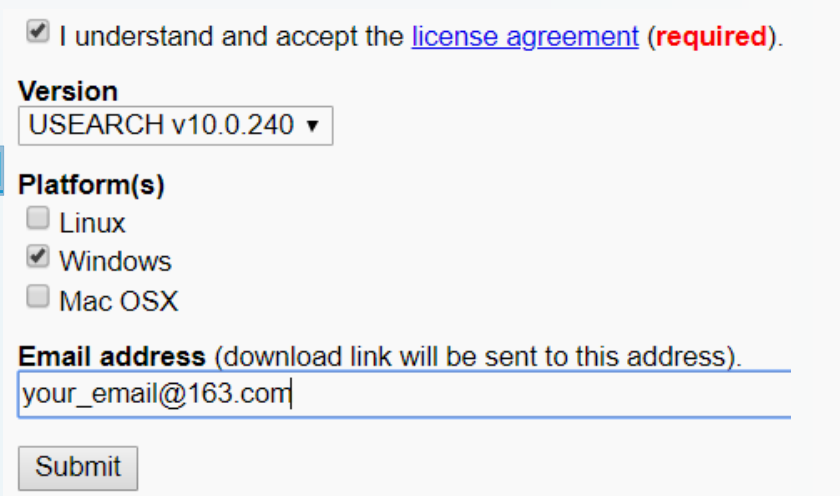 I understand and accept the license agreement (required).
Version
USEARCH v10.0.240
Platform(s)
Linux
Windows
Mac OSX
Email address (download link will be sent to this address).
your_email@163.com
Submit